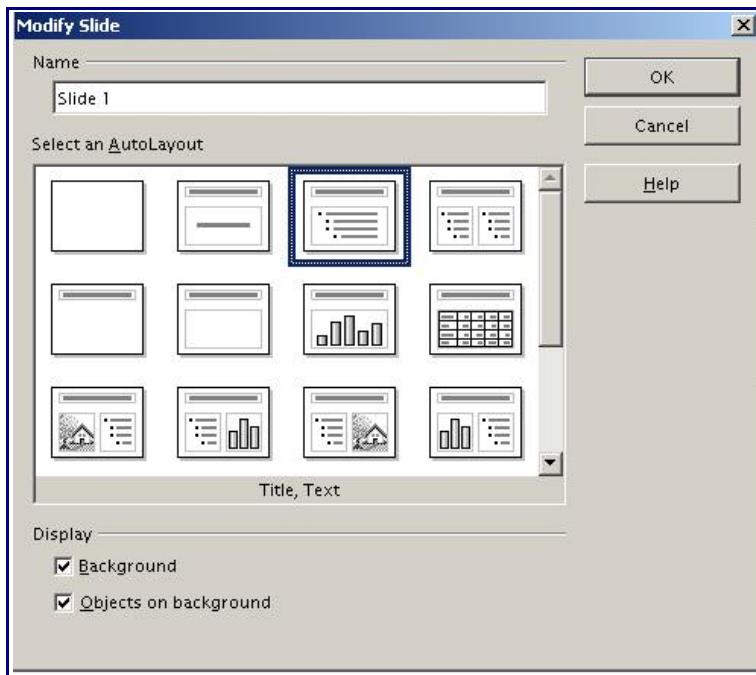 Modify Slide
Name
OK
Slide 1
Cancel
Select an AutoLayout
Help
Title, Text
Display
Background
Objects on background